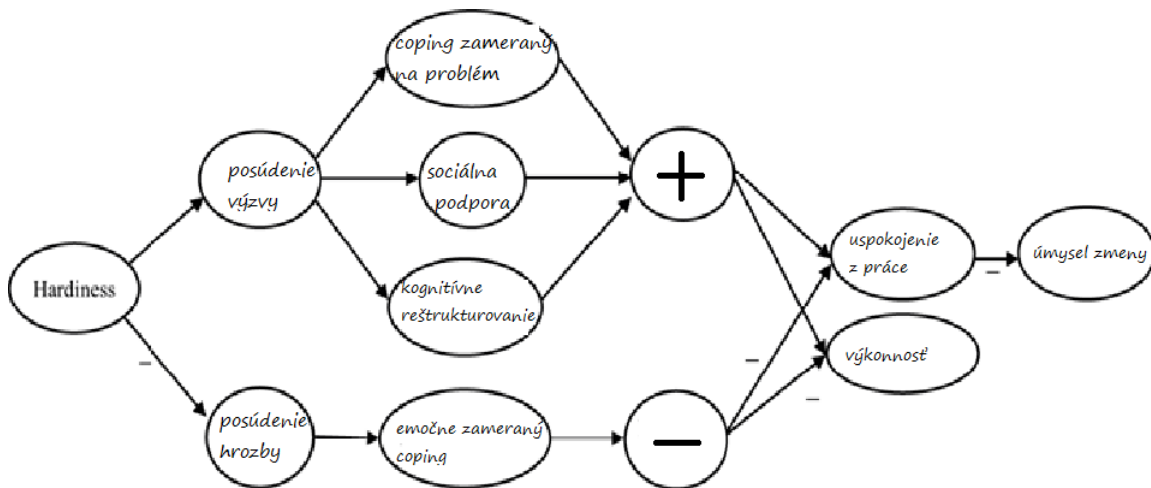 coping zameraný
na problém
posúdenie
výzvy
sociálna
podpora
+
uspokojenie
z práce
–
úmysel zmeny
Hardiness
kognitívne
reštrukturovanie
výkonnosť
–
–
–
posúdenie
hrozby
emočne zameraný
coping
–